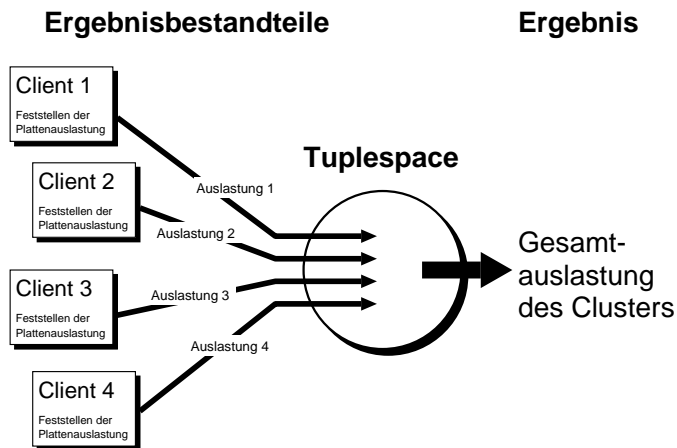 Ergebnisbestandteile
Ergebnis
Client 1
Feststellen der
Plattenauslastung
Client 2
Feststellen der
Plattenauslastung
Client 3
Feststellen der
Plattenauslastung
Client 4
Feststellen der
Plattenauslastung
Auslastung 1
Auslastung 2
Auslastung 3
Auslastung 4
Tuplespace
Gesamt-
auslastung
des Clusters